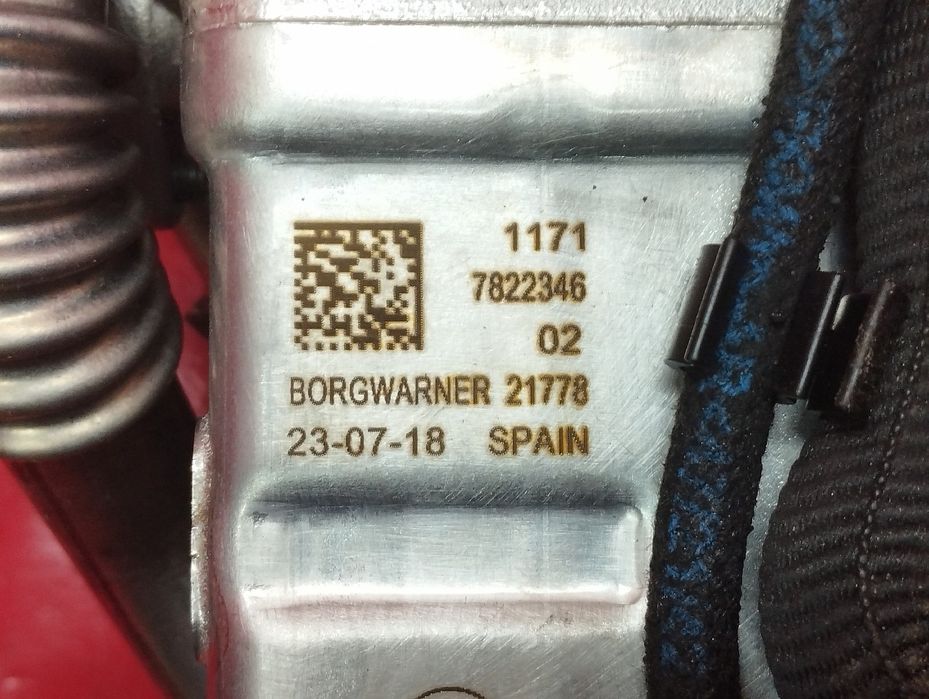 1171
7822346
02
BORGWARNER 21778
23-07-18 SPAIN